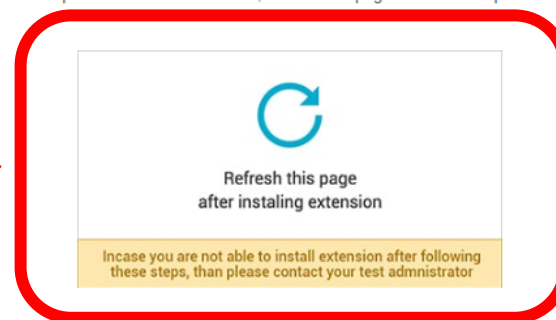 Refresh this page
after instaling extension
Incase you are not able to install extension after following
these steps, than please contact your test admnistrator